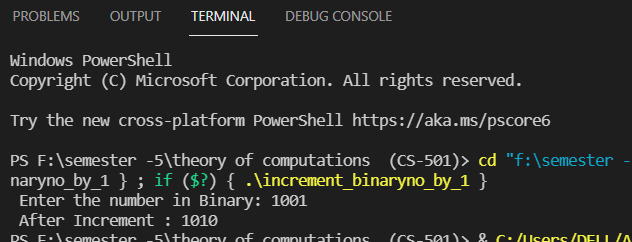 PROBLEMS OUTPUT TERMINAL DEBUG CONSOLE
Windows PowerShell
Copyright (C) Microsoft Corporation. All rights reserved.
Try the new cross-platform PowerShell https://aka.ms/pscore6
PS F:\semester -5\theory of computations  (CS-501)> cd "f:\semester -
naryno_by_1 } ; if ($?) { .\increment_binaryno_by_1 }
Enter the number in Binary: 1001
After Increment : 1010
PS F:\semester -5\theory of computations  (CS-501)> & C:/Users/DELL/A